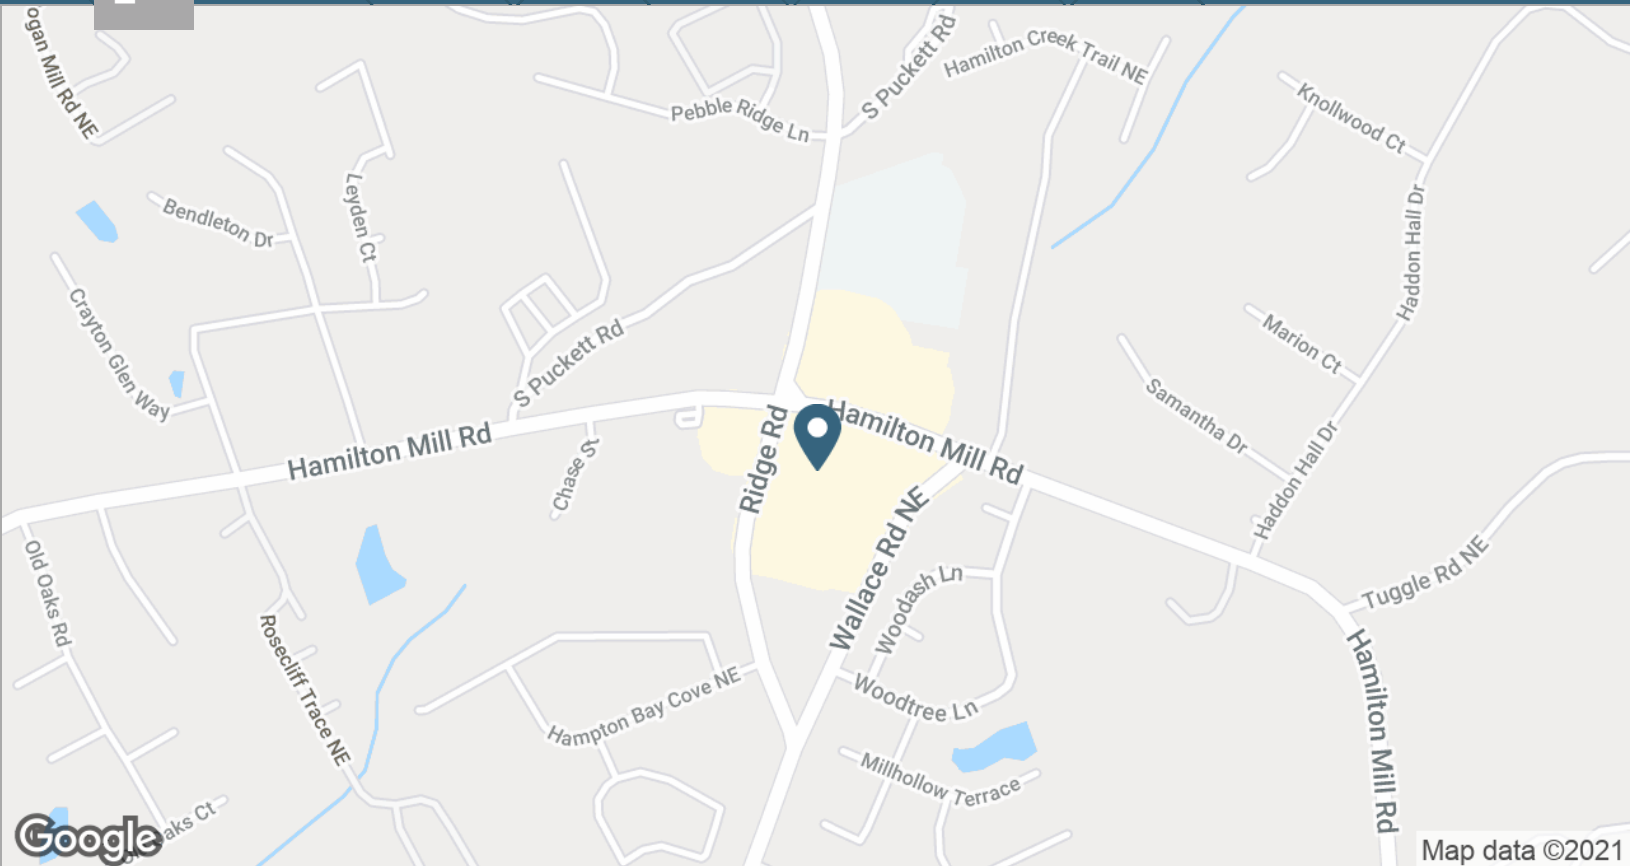 ogan Mill Rd NE
S Puckett Rd
Hamilton Creek Trail NE
Knollwood Ct
Pebble Ridge Ln
Leyden Ct
Bendleton Dr
Haddon Hall Dr
Crayton Glen Way
S Puckett Rd
Marion Ct
Samantha Dr
Hamilton Mill Rd
Hamilton Mill Rd
Ridge Rd
Chase St
Haddon Hall Dr
Wallace Rd NE
Old Oaks Rd
Woodash Ln
Tuggle Rd NE
Rosecliff Trace NE
Hampton Bay Cove NE
Woodtree Ln
Hamilton Mill Rd
Millhollow Terrace
aks Ct
Google
Map data ©2021